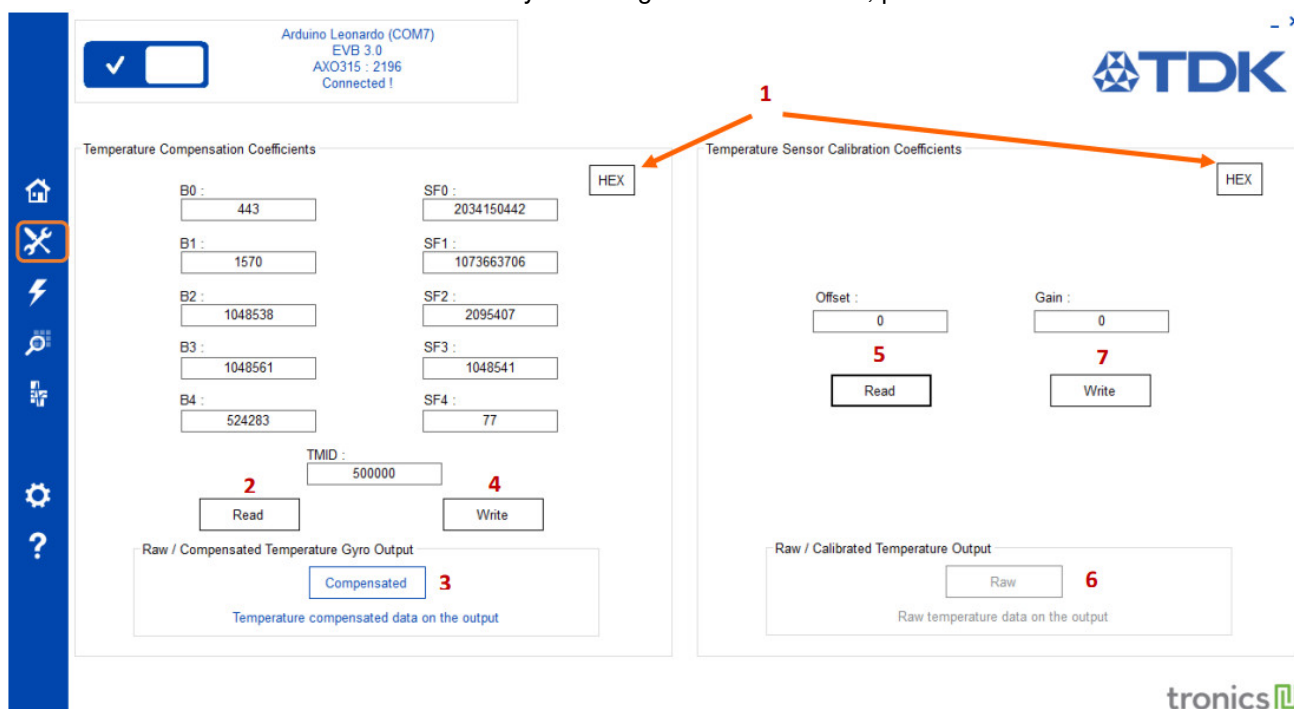 Arduino Leonardo (COM7)
EVB 3.0
AXO315 : 2196
Connected !
TDK
1
Temperature Compensation Coefficients
HEX
B0 :
443
SF0 :
2034150442
B1 :
1570
SF1 :
1073663706
B2 :
1048538
SF2 :
2095407
B3 :
1048561
SF3 :
1048541
B4 :
524283
SF4 :
77
TMID :
500000
2
4
Read
Write
Raw / Compensated Temperature Gyro Output
Compensated
3
Temperature compensated data on the output
Temperature Sensor Calibration Coefficients
HEX
Offset :
0
Gain :
0
5
7
Read
Write
Raw / Calibrated Temperature Output
Raw
6
Raw temperature data on the output
tronics